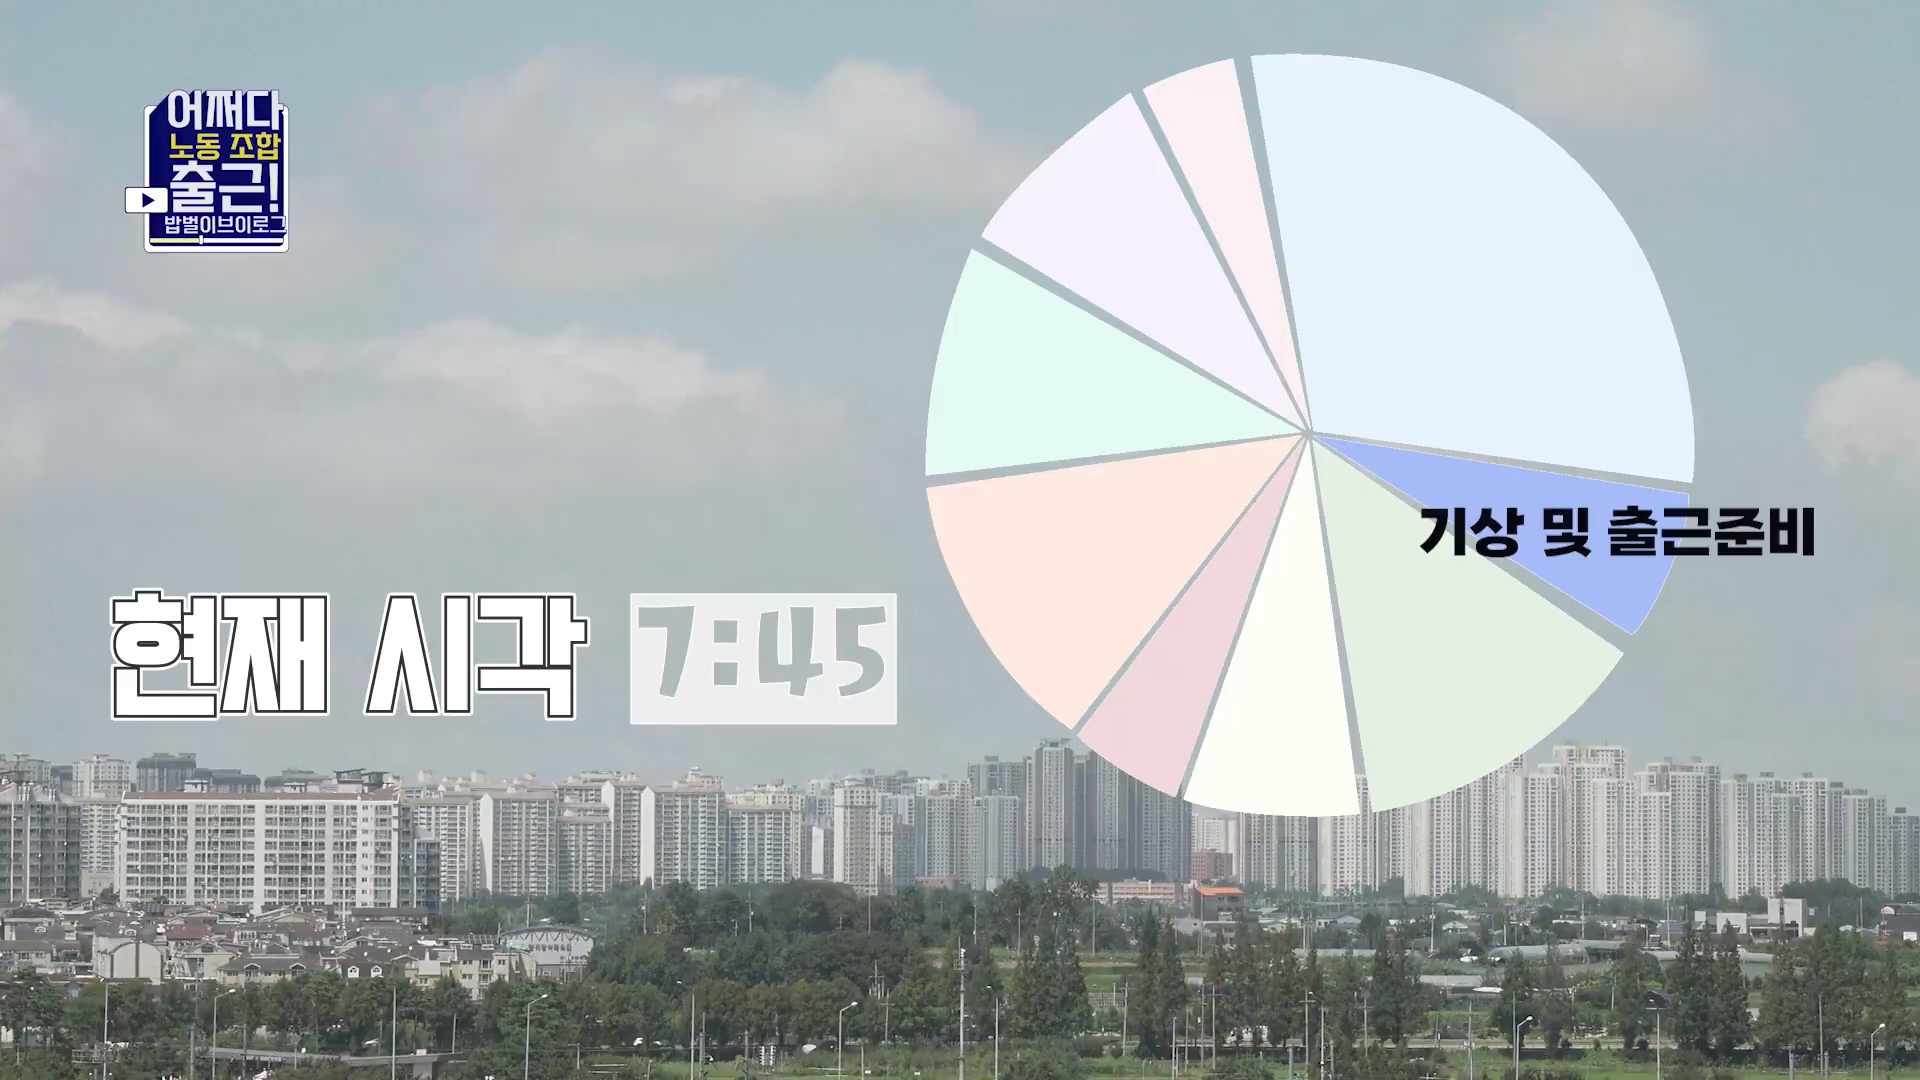 어쩌다
노동 조합
출근!
밥벌이브이로그
기상 및 출근준비
현재 시각 7:45